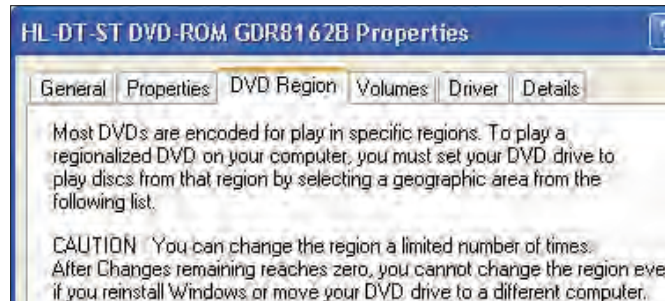 HL-DT-ST DVD-ROM GDR8162B Properties
General Properties DVD Region Volumes Driver Details
Most DVDs are encoded for play in specific regions. To play a
regionalized DVD on your computer, you must set your DVD drive to
play discs from that region by selecting a geographic area from the
following list.
CAUTION You can change the region a limited number of times.
After Changes remaining reaches zero, you cannot change the region eve
if you reinstall Windows or move your DVD drive to a different computer.